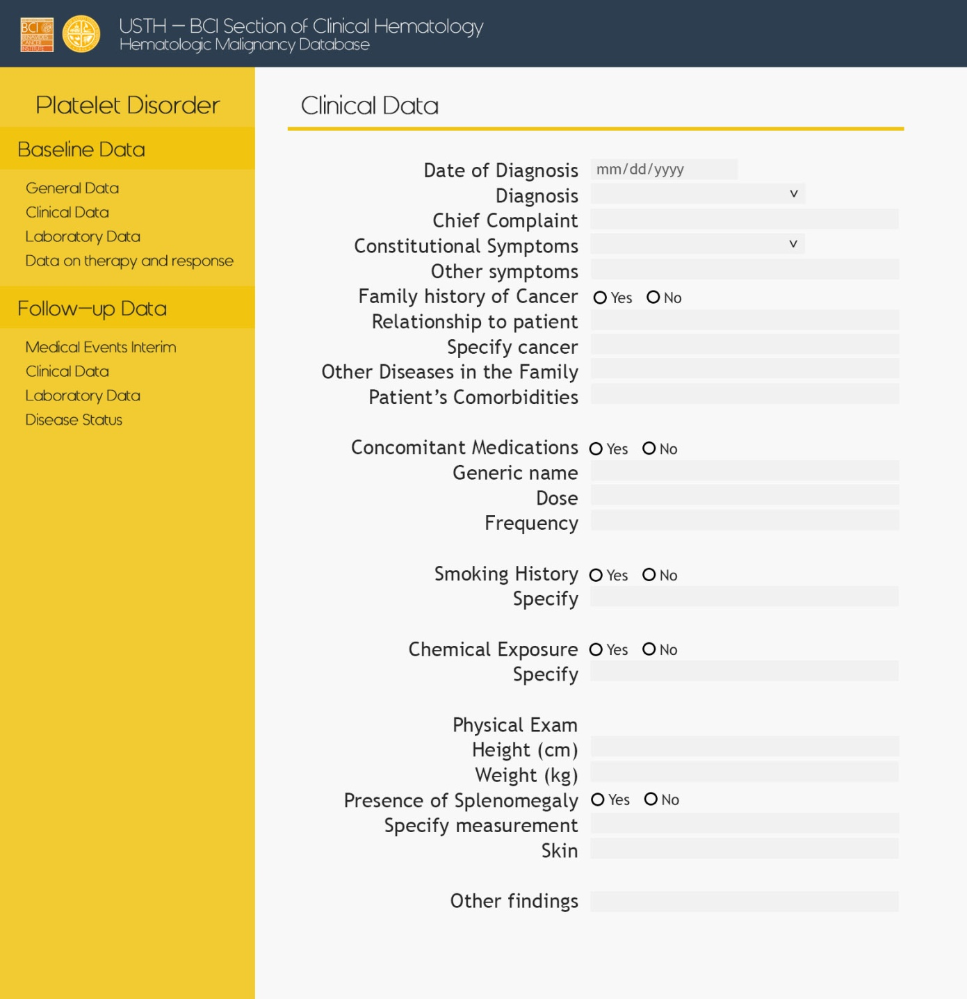 BCI
BENAVIDES
CANCER
INSTITUTE
USTH – BCI Section of Clinical Hematology
Hematologic Malignancy Database
Platelet Disorder
Baseline Data
General Data
Clinical Data
Laboratory Data
Data on therapy and response
Follow-up Data
Medical Events Interim
Clinical Data
Laboratory Data
Disease Status
Clinical Data
Date of Diagnosis mm/dd/yyyy
Diagnosis
Chief Complaint
Constitutional Symptoms
Other symptoms
Family history of Cancer Yes No
Relationship to patient
Specify cancer
Other Diseases in the Family
Patient’s Comorbidities
Concomitant Medications Yes No
Generic name
Dose
Frequency
Smoking History Yes No
Specify
Chemical Exposure Yes No
Specify
Physical Exam
Height (cm)
Weight (kg)
Presence of Splenomegaly Yes No
Specify measurement
Skin
Other findings